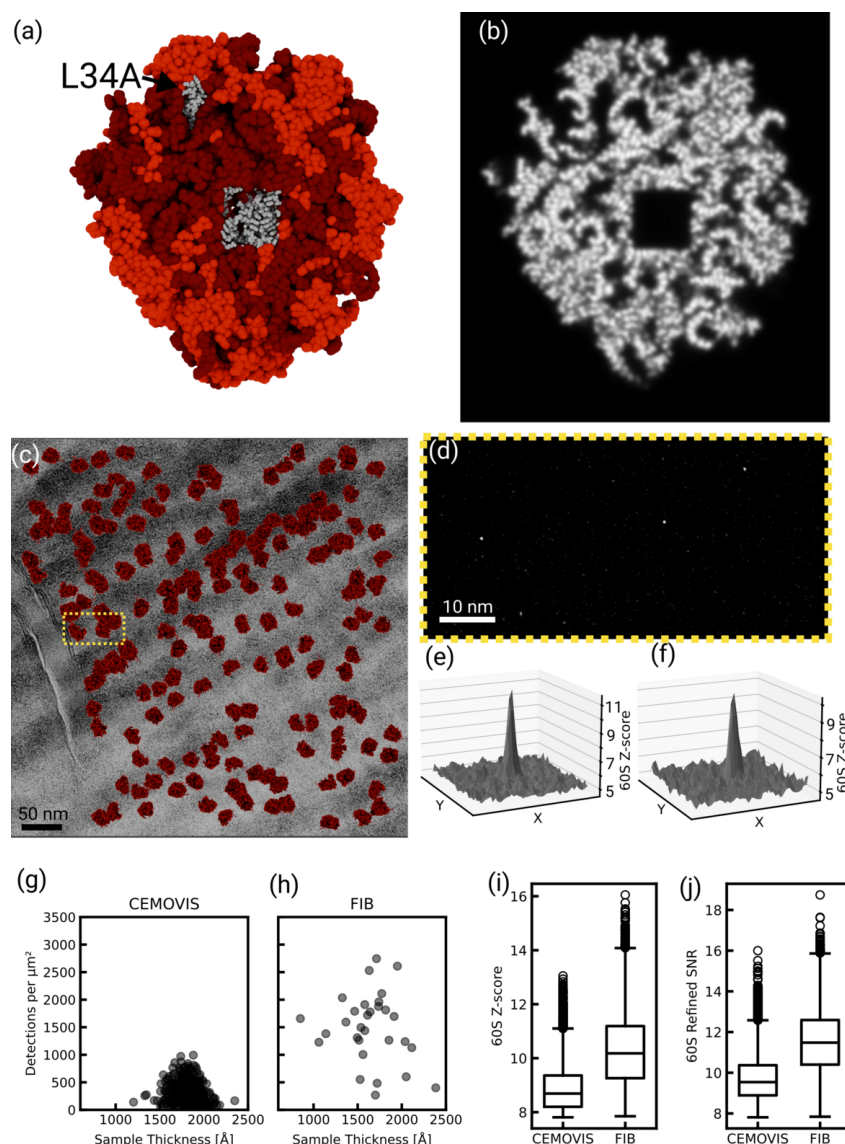 (a)
L34A
(b)
(c)
50 nm
(d)
10 nm
(e)
11
9
7
5
60S Z-score
Y
X
(f)
9
7
5
60S Z-score
Y
X
(g)
CEMOVIS
3500
3000
2500
2000
1500
1000
500
0
Detections per μm²
1000 1500 2000 2500
Sample Thickness [Å]
(h)
FIB
1000 1500 2000 2500
Sample Thickness [Å]
(i)
16
14
12
10
8
60S Z-score
CEMOVIS FIB
(j)
18
16
14
12
10
8
60S Refined SNR
CEMOVIS FIB